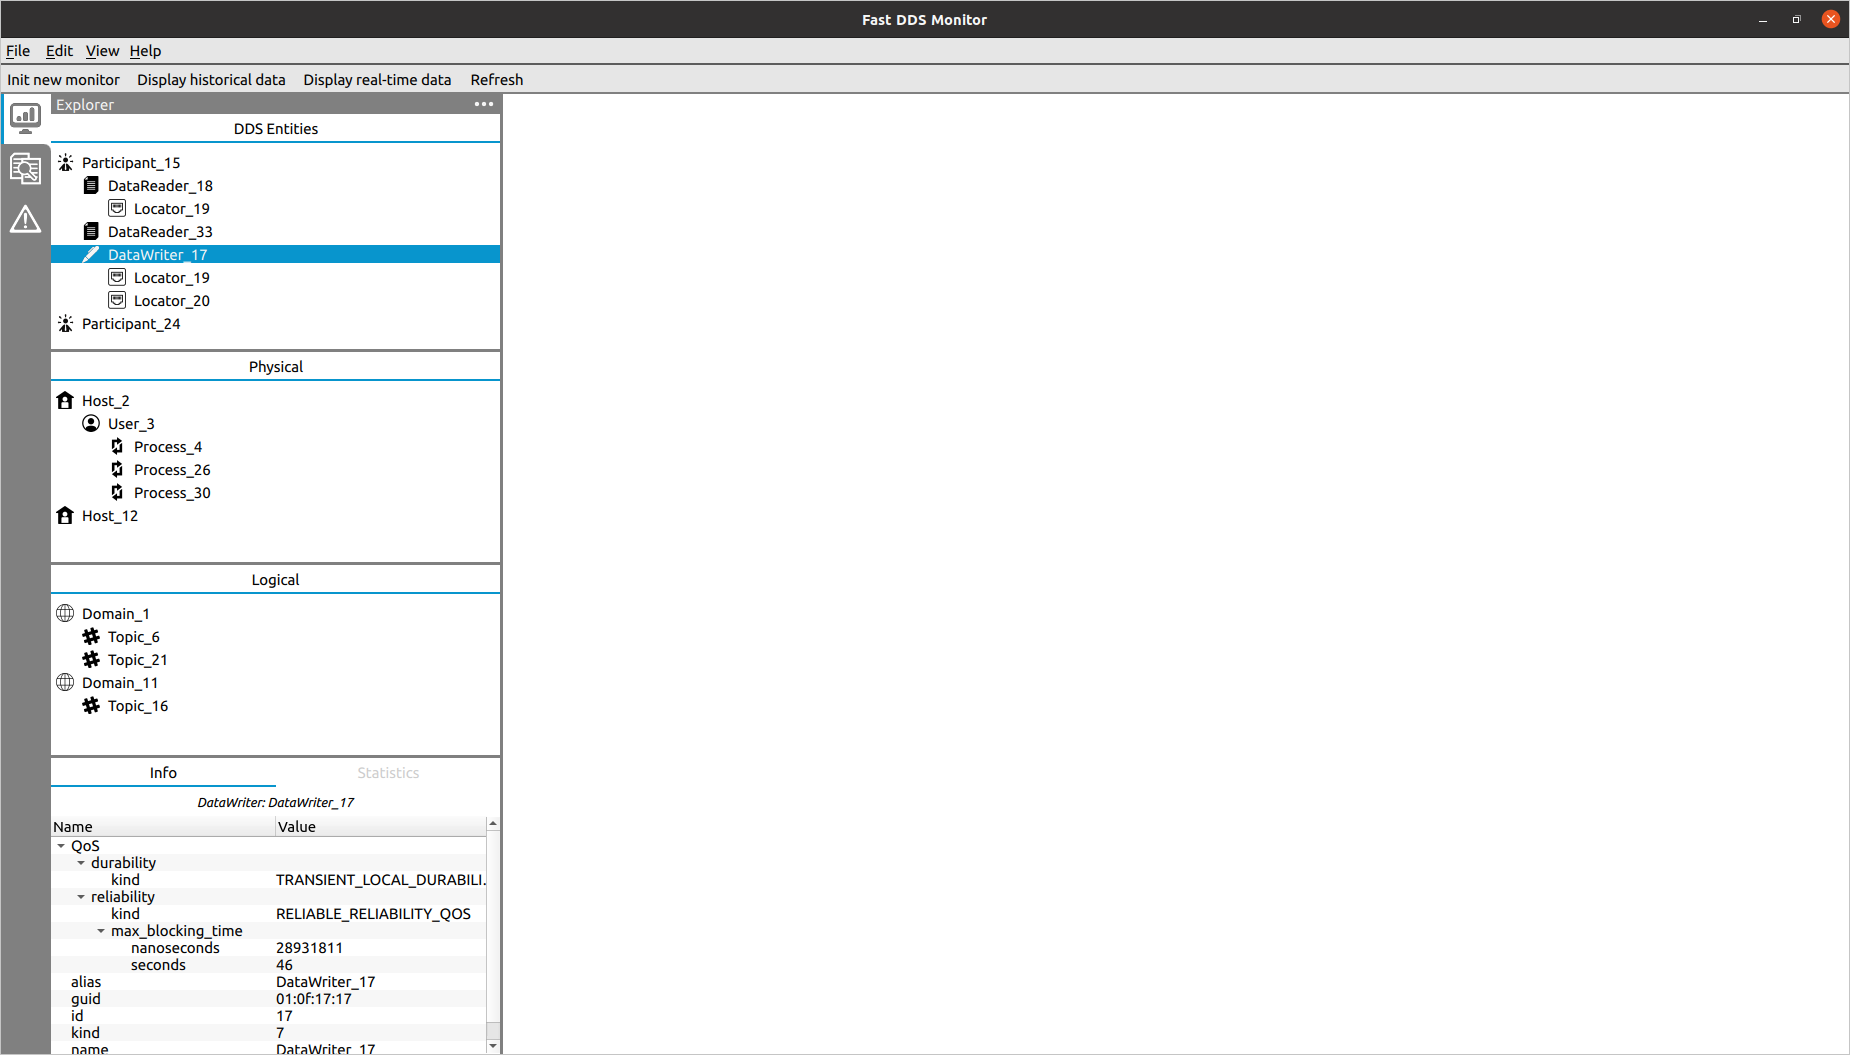 Fast DDS Monitor
File Edit View Help
Init new monitor Display historical data Display real-time data Refresh
Explorer
DDS Entities
Participant_15
DataReader_18
Locator_19
DataReader_33
DataWriter_17
Locator_19
Locator_20
Participant_24
Physical
Host_2
User_3
Process_4
Process_26
Process_30
Host_12
Logical
Domain_1
Topic_6
Topic_21
Domain_11
Topic_16
Info Statistics
DataWriter: DataWriter_17
Name Value
QoS
durability
kind TRANSIENT_LOCAL_DURABILI.
reliability
kind RELIABLE_RELIABILITY_QOS
max_blocking_time
nanoseconds 28931811
seconds 46
alias DataWriter_17
guid 01:0f:17:17
id 17
kind 7
name DataWriter_17